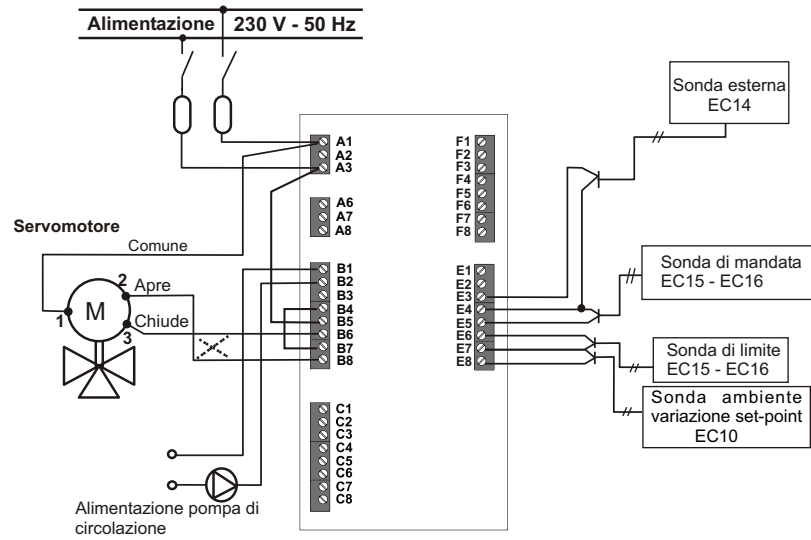 Alimentazione 230 V - 50 Hz
Sonda esterna
EC14
A1
A2
A3
A6
A7
A8
F1
F2
F3
F4
F5
F6
F7
F8
Servomotore
Comune
2
Apre
M
1
Chiude
3
B1
B2
B3
B4
B5
B6
B7
B8
E1
E2
E3
E4
E5
E6
E7
E8
Sonda di mandata
EC15 - EC16
Sonda di limite
EC15 - EC16
Sonda ambiente
variazione set-point
EC10
C1
C2
C3
C4
C5
C6
C7
C8
Alimentazione pompa di
circolazione